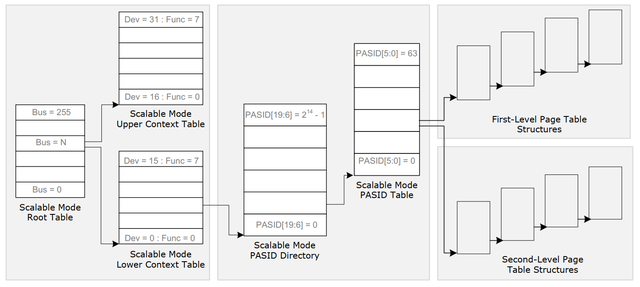 Dev = 31 : Func = 7
Dev = 16 : Func = 0
Scalable Mode
Upper Context Table
Bus = 255
Bus = N
Bus = 0
Scalable Mode
Root Table
Dev = 15 : Func = 7
Dev = 0 : Func = 0
Scalable Mode
Lower Context Table
PASID[19:6] = 2¹⁴ - 1
PASID[19:6] = 0
Scalable Mode
PASID Directory
PASID[5:0] = 63
PASID[5:0] = 0
Scalable Mode
PASID Table
First-Level Page Table
Structures
Second-Level Page
Table Structures